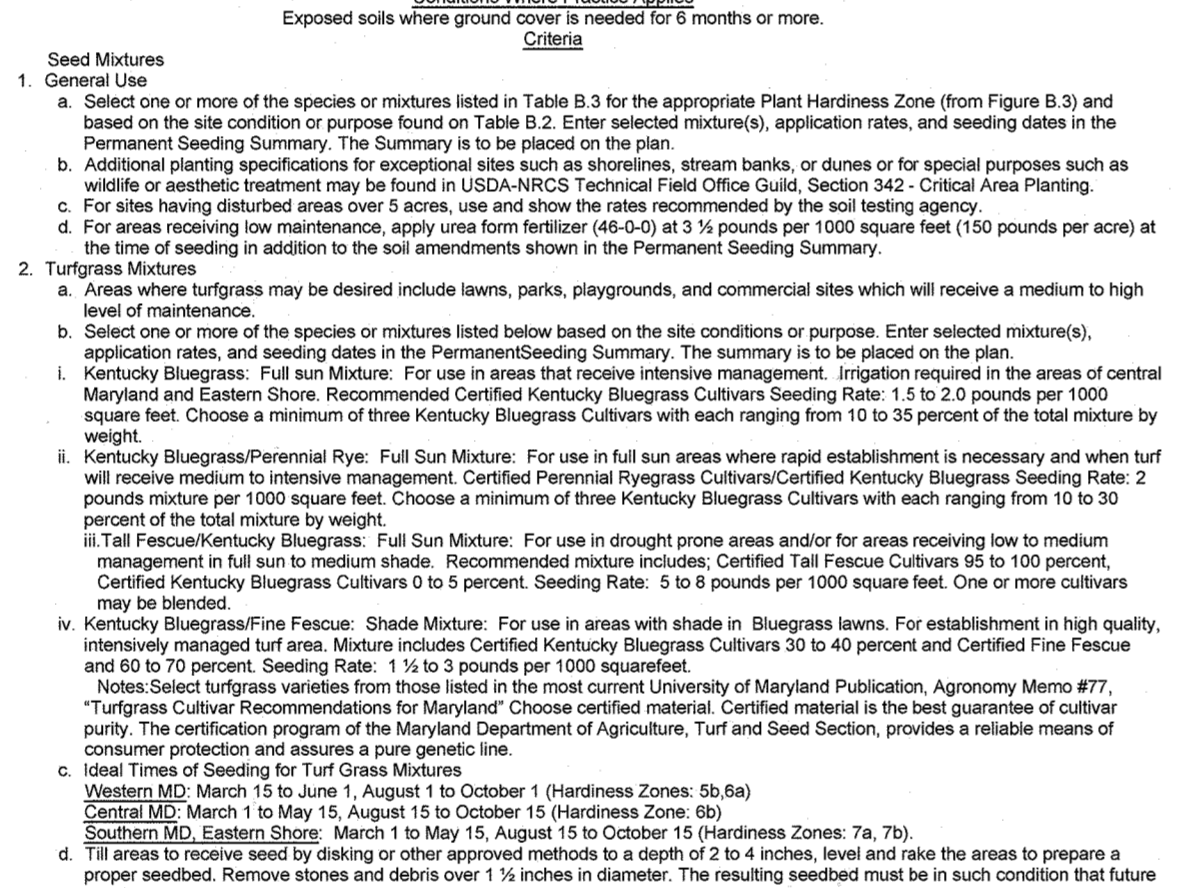 Conditions Where Practice Applies
Exposed soils where ground cover is needed for 6 months or more.
Criteria
Seed Mixtures
1. General Use
a. Select one or more of the species or mixtures listed in Table B.3 for the appropriate Plant Hardiness Zone (from Figure B.3) and
based on the site condition or purpose found on Table B.2. Enter selected mixture(s), application rates, and seeding dates in the
Permanent Seeding Summary. The Summary is to be placed on the plan.
b. Additional planting specifications for exceptional sites such as shorelines, stream banks, or dunes or for special purposes such as
wildlife or aesthetic treatment may be found in USDA-NRCS Technical Field Office Guild, Section 342 - Critical Area Planting.
c. For sites having disturbed areas over 5 acres, use and show the rates recommended by the soil testing agency.
d. For areas receiving low maintenance, apply urea form fertilizer (46-0-0) at 3 ½ pounds per 1000 square feet (150 pounds per acre) at
the time of seeding in addition to the soil amendments shown in the Permanent Seeding Summary.
2. Turfgrass Mixtures
a. Areas where turfgrass may be desired include lawns, parks, playgrounds, and commercial sites which will receive a medium to high
level of maintenance.
b. Select one or more of the species or mixtures listed below based on the site conditions or purpose. Enter selected mixture(s),
application rates, and seeding dates in the PermanentSeeding Summary. The summary is to be placed on the plan.
i. Kentucky Bluegrass: Full sun Mixture: For use in areas that receive intensive management. Irrigation required in the areas of central
Maryland and Eastern Shore. Recommended Certified Kentucky Bluegrass Cultivars Seeding Rate: 1.5 to 2.0 pounds per 1000
square feet. Choose a minimum of three Kentucky Bluegrass Cultivars with each ranging from 10 to 35 percent of the total mixture by
weight.
ii. Kentucky Bluegrass/Perennial Rye: Full Sun Mixture: For use in full sun areas where rapid establishment is necessary and when turf
will receive medium to intensive management. Certified Perennial Ryegrass Cultivars/Certified Kentucky Bluegrass Seeding Rate: 2
pounds mixture per 1000 square feet. Choose a minimum of three Kentucky Bluegrass Cultivars with each ranging from 10 to 30
percent of the total mixture by weight.
iii.Tall Fescue/Kentucky Bluegrass: Full Sun Mixture: For use in drought prone areas and/or for areas receiving low to medium
management in full sun to medium shade. Recommended mixture includes; Certified Tall Fescue Cultivars 95 to 100 percent,
Certified Kentucky Bluegrass Cultivars 0 to 5 percent. Seeding Rate: 5 to 8 pounds per 1000 square feet. One or more cultivars
may be blended.
iv. Kentucky Bluegrass/Fine Fescue: Shade Mixture: For use in areas with shade in Bluegrass lawns. For establishment in high quality,
intensively managed turf area. Mixture includes Certified Kentucky Bluegrass Cultivars 30 to 40 percent and Certified Fine Fescue
and 60 to 70 percent. Seeding Rate: 1 ½ to 3 pounds per 1000 squarefeet.
Notes:Select turfgrass varieties from those listed in the most current University of Maryland Publication, Agronomy Memo #77,
"Turfgrass Cultivar Recommendations for Maryland" Choose certified material. Certified material is the best guarantee of cultivar
purity. The certification program of the Maryland Department of Agriculture, Turf and Seed Section, provides a reliable means of
consumer protection and assures a pure genetic line.
c. Ideal Times of Seeding for Turf Grass Mixtures
Western MD: March 15 to June 1, August 1 to October 1 (Hardiness Zones: 5b,6a)
Central MD: March 1 to May 15, August 15 to October 15 (Hardiness Zone: 6b)
Southern MD, Eastern Shore: March 1 to May 15, August 15 to October 15 (Hardiness Zones: 7a, 7b).
d. Till areas to receive seed by disking or other approved methods to a depth of 2 to 4 inches, level and rake the areas to prepare a
proper seedbed. Remove stones and debris over 1 ½ inches in diameter. The resulting seedbed must be in such condition that future